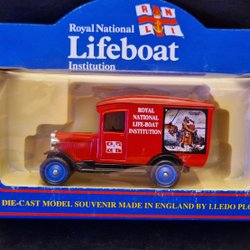 Royal National
Lifeboat
Institution
R N
L I
ROYAL
NATIONAL
LIFE-BOAT
INSTITUTION
DIE-CAST MODEL SOUVENIR MADE IN ENGLAND BY LLEDO PLC